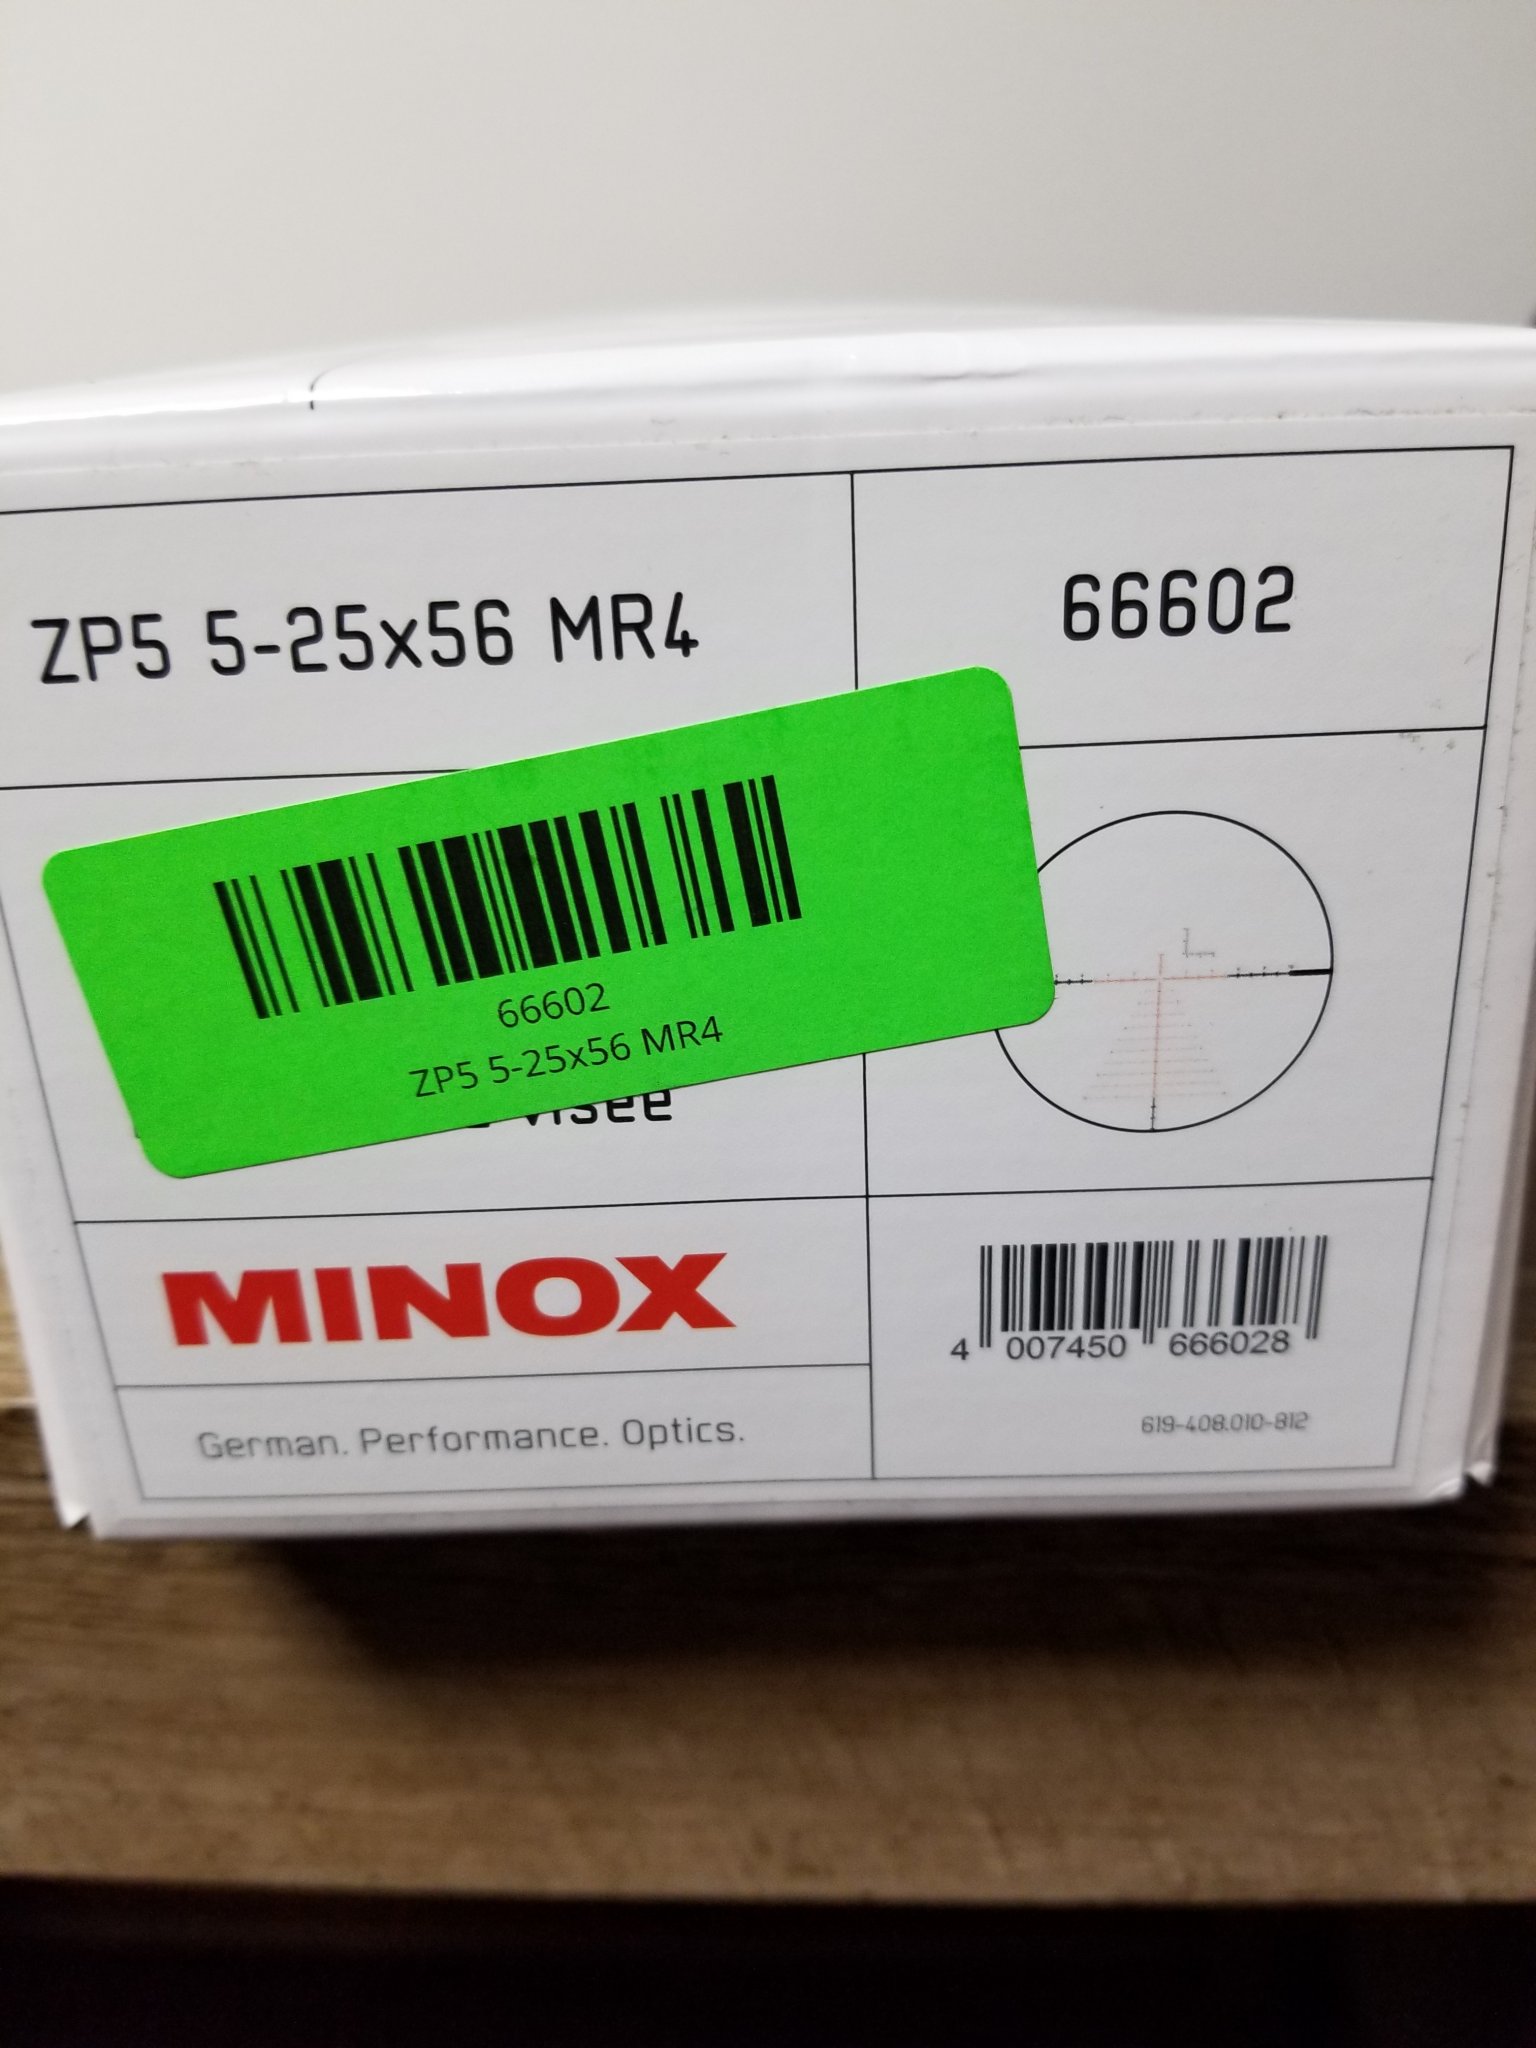 ZP5 5-25x56 MR4
66602
66602
ZP5 5-25x56 MR4
visée
MINOX
German. Performance. Optics.
4 007450 666028
619-408.010-812